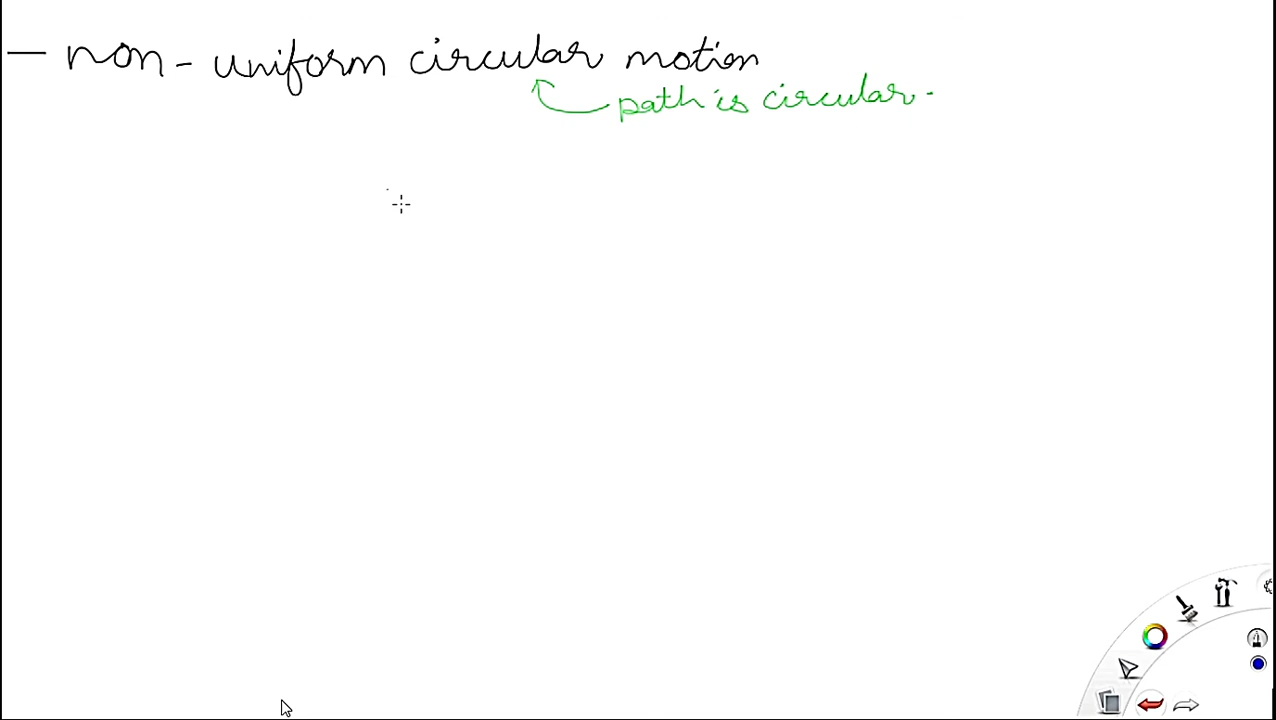 — non - uniform circular motion
path is circular.